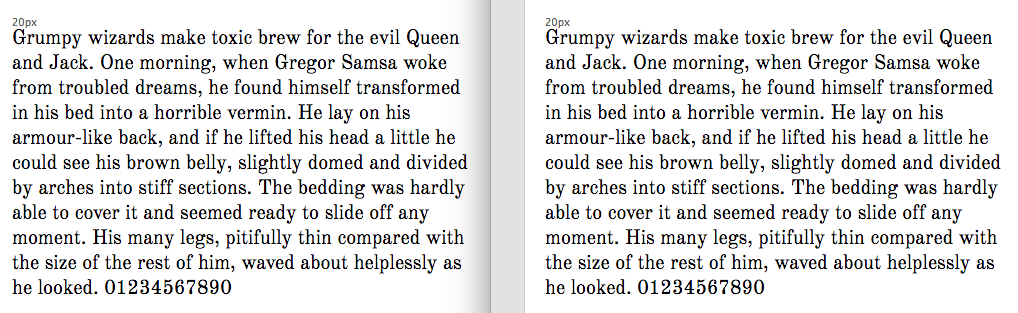 20px
Grumpy wizards make toxic brew for the evil Queen
and Jack. One morning, when Gregor Samsa woke
from troubled dreams, he found himself transformed
in his bed into a horrible vermin. He lay on his
armour-like back, and if he lifted his head a little he
could see his brown belly, slightly domed and divided
by arches into stiff sections. The bedding was hardly
able to cover it and seemed ready to slide off any
moment. His many legs, pitifully thin compared with
the size of the rest of him, waved about helplessly as
he looked. 01234567890
20px
Grumpy wizards make toxic brew for the evil Queen
and Jack. One morning, when Gregor Samsa woke
from troubled dreams, he found himself transformed
in his bed into a horrible vermin. He lay on his
armour-like back, and if he lifted his head a little he
could see his brown belly, slightly domed and divided
by arches into stiff sections. The bedding was hardly
able to cover it and seemed ready to slide off any
moment. His many legs, pitifully thin compared with
the size of the rest of him, waved about helplessly as
he looked. 01234567890